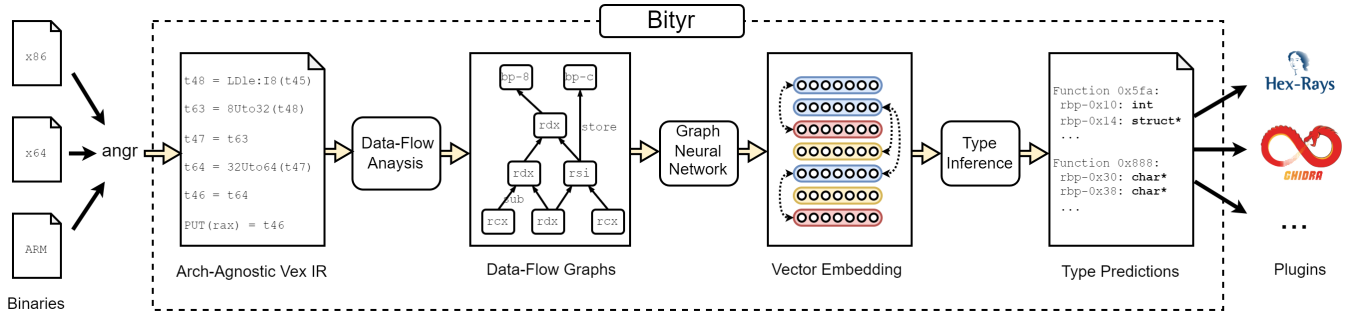 Bityr
x86
x64
ARM
Binaries
angr
t48 = LDle:I8(t45)
t63 = 8Uto32(t48)
t47 = t63
t64 = 32Uto64(t47)
t46 = t64
PUT(rax) = t46
Arch-Agnostic Vex IR
Data-Flow
Anaysis
bp-8
bp-c
rdx
store
rdx
rsi
sub
rcx
rdx
rcx
Data-Flow Graphs
Graph
Neural
Network
Vector Embedding
Type
Inference
Function 0x5fa:
rbp-0x10: int
rbp-0x14: struct*
...
Function 0x888:
rbp-0x30: char*
rbp-0x38: char*
...
Type Predictions
Hex-Rays
GHIDRA
...
Plugins